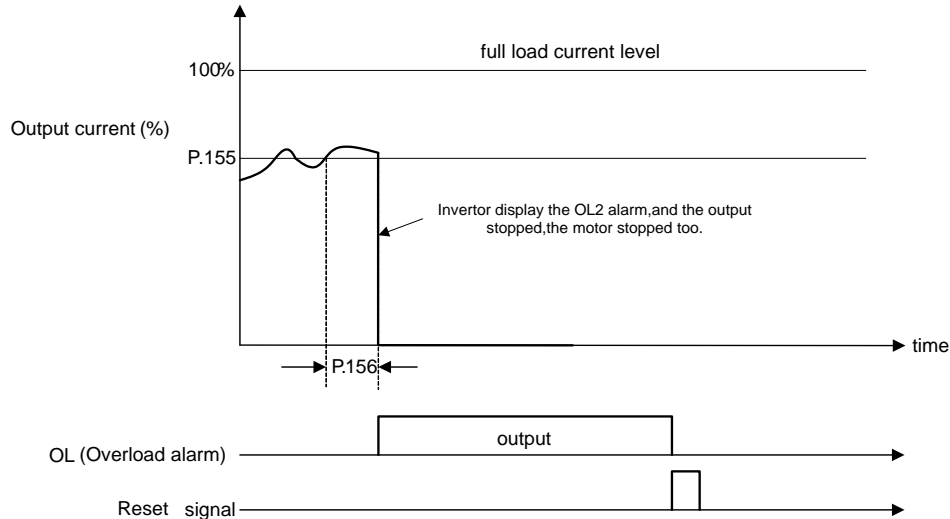 full load current level
100%
Output current (%)
P.155
Invertor display the OL2 alarm,and the output
stopped,the motor stopped too.
time
P.156
output
OL (Overload alarm)
Reset signal